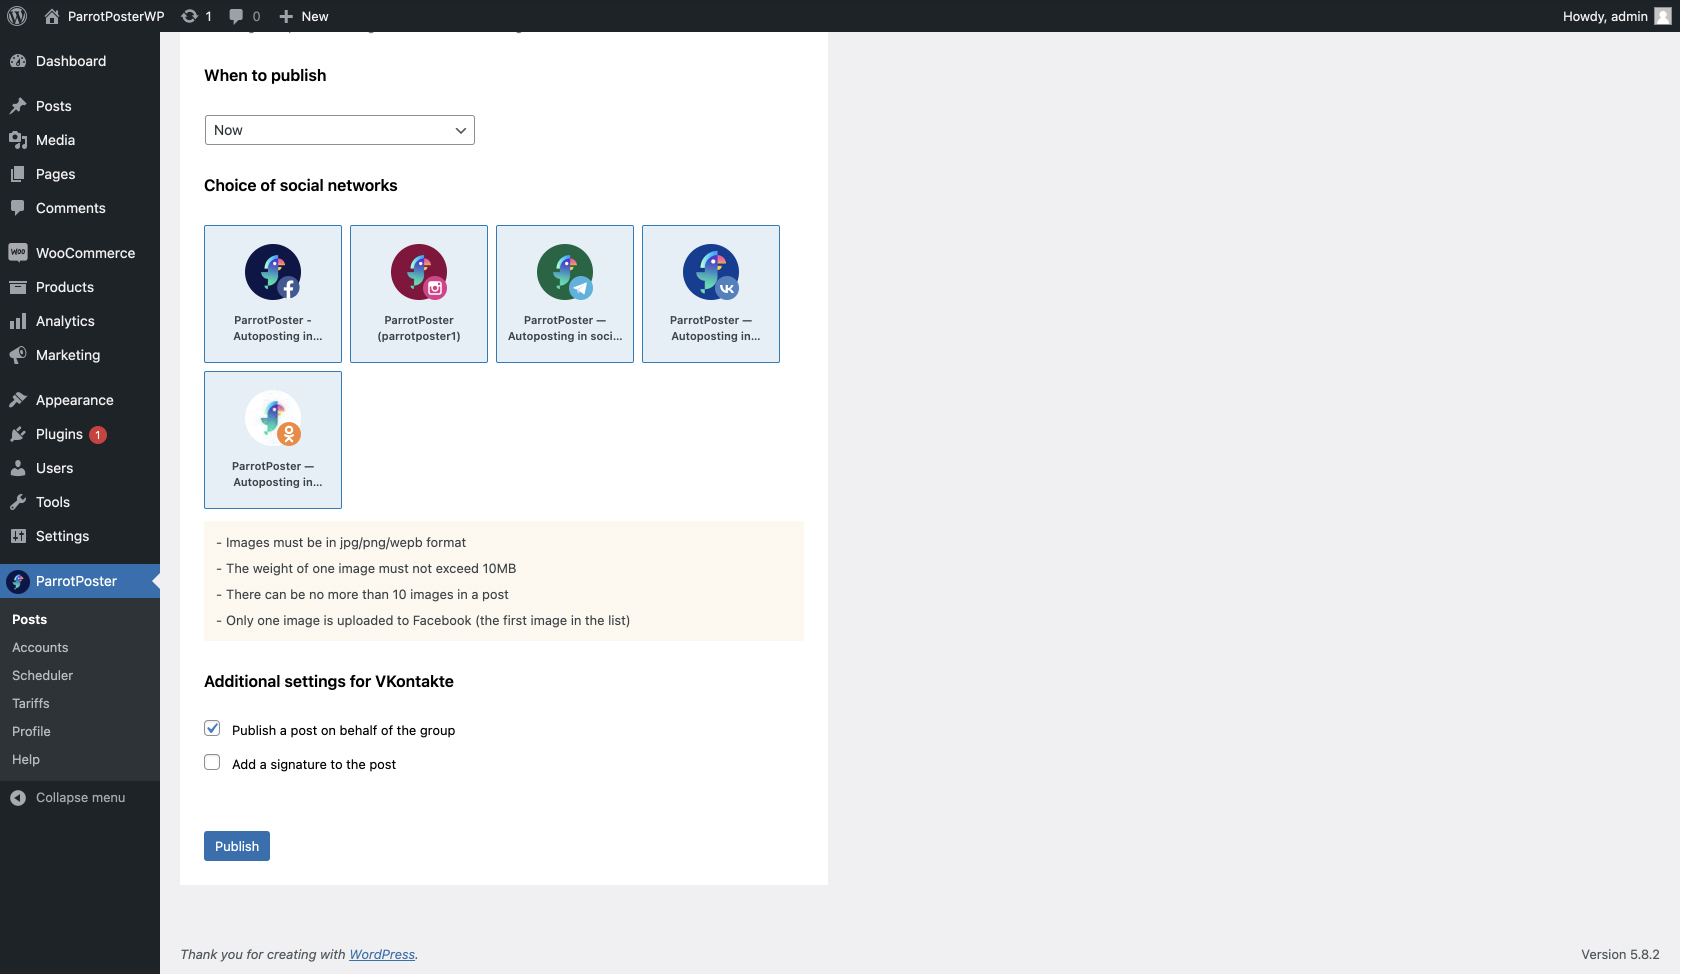 ParrotPosterWP 1 0 New Howdy, admin
Dashboard
Posts
Media
Pages
Comments
WooCommerce
Products
Analytics
Marketing
Appearance
Plugins 1
Users
Tools
Settings
ParrotPoster
Posts
Accounts
Scheduler
Tariffs
Profile
Help
Collapse menu
When to publish
Now
Choice of social networks
ParrotPoster -
Autoposting in...
ParrotPoster
(parrotposter1)
ParrotPoster —
Autoposting in soci...
ParrotPoster —
Autoposting in...
ParrotPoster —
Autoposting in...
- Images must be in jpg/png/wepb format
- The weight of one image must not exceed 10MB
- There can be no more than 10 images in a post
- Only one image is uploaded to Facebook (the first image in the list)
Additional settings for VKontakte
Publish a post on behalf of the group
Add a signature to the post
Publish
Thank you for creating with WordPress.
Version 5.8.2